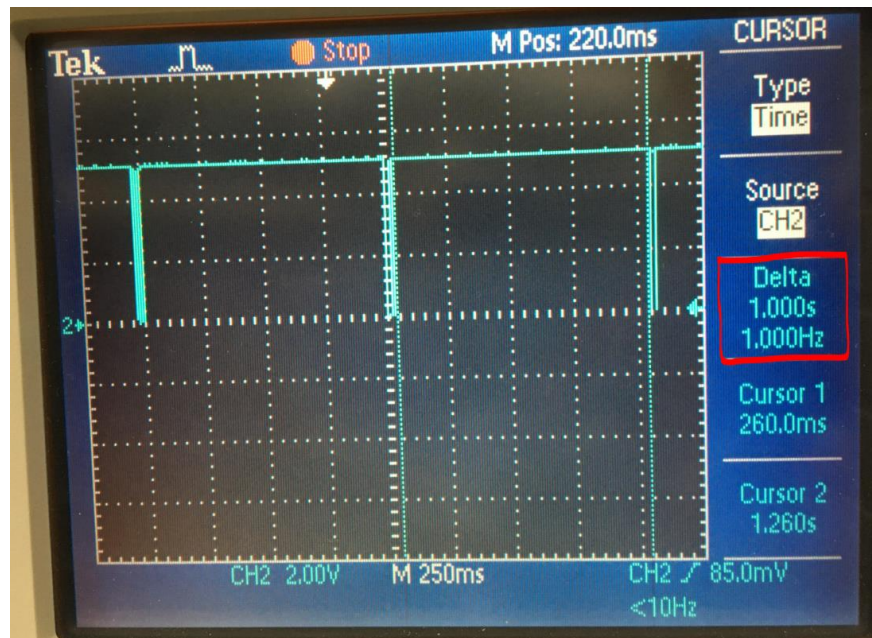 Tek
Stop
M Pos: 220.0ms
CURSOR
Type
Time
Source
CH2
Delta
1.000s
1.000Hz
Cursor 1
260.0ms
Cursor 2
1.260s
2
CH2 2.00V
M 250ms
CH2 85.0mV
<10Hz